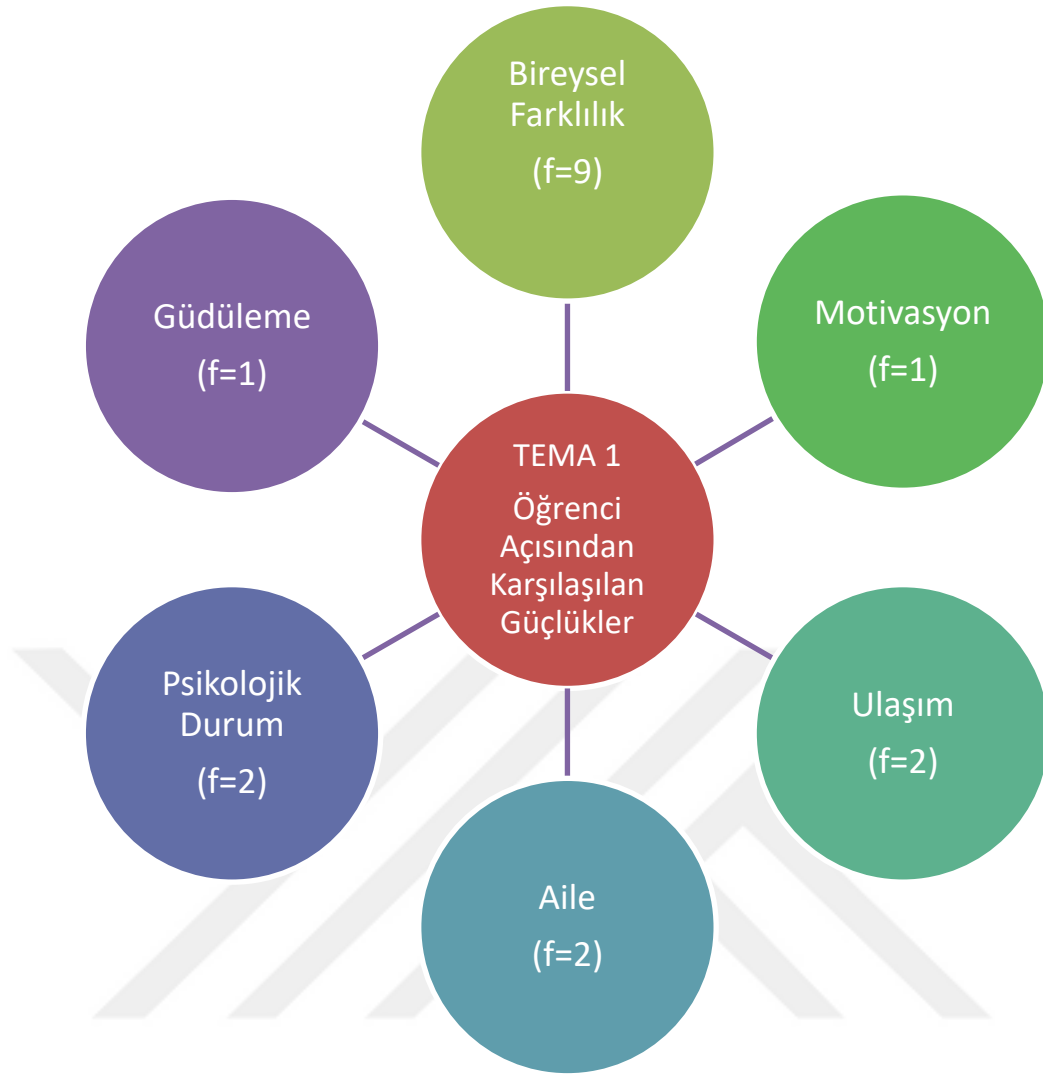 Bireysel
Farklılık
(f=9)
Motivasyon
(f=1)
Ulaşım
(f=2)
Aile
(f=2)
Psikolojik
Durum
(f=2)
Güdüleme
(f=1)
TEMA 1
Öğrenci
Açısından
Karşılaşılan
Güçlükler